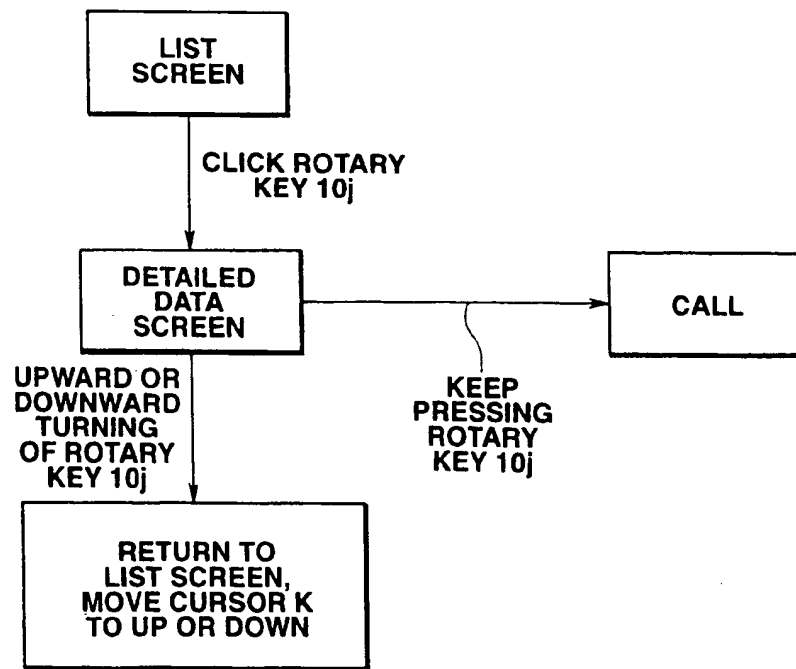 LIST
SCREEN
CLICK ROTARY
KEY 10j
DETAILED
DATA
SCREEN
CALL
UPWARD OR
DOWNWARD
TURNING
OF ROTARY
KEY 10j
KEEP
PRESSING
ROTARY
KEY 10j
RETURN TO
LIST SCREEN,
MOVE CURSOR K
TO UP OR DOWN